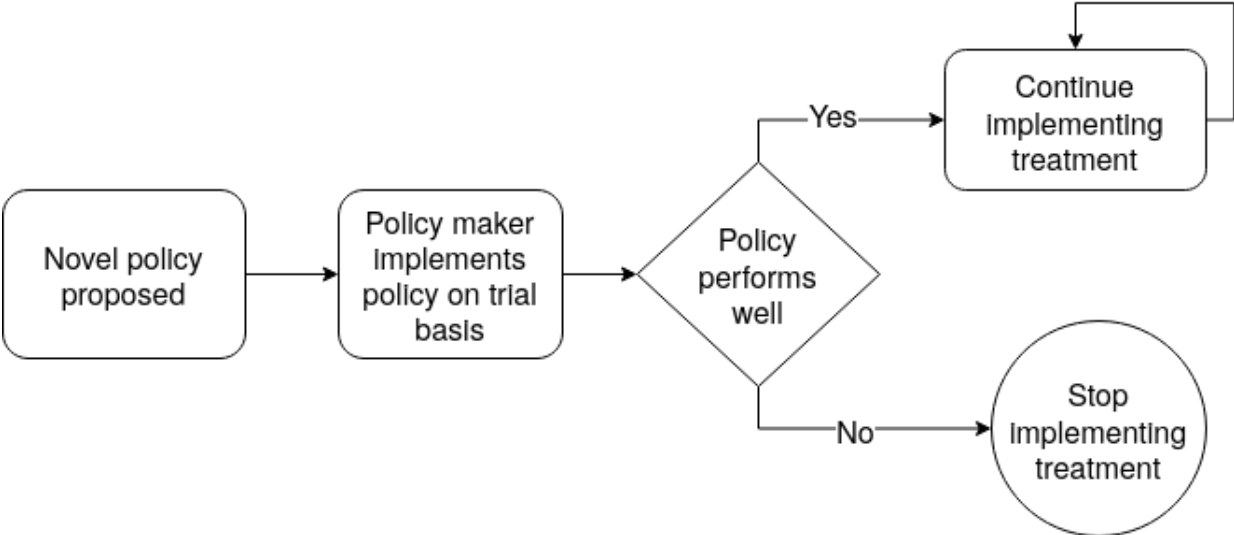 Novel policy
proposed
Policy maker
implements
policy on trial
basis
Policy
performs
well
Yes
Continue
implementing
treatment
No
Stop
implementing
treatment